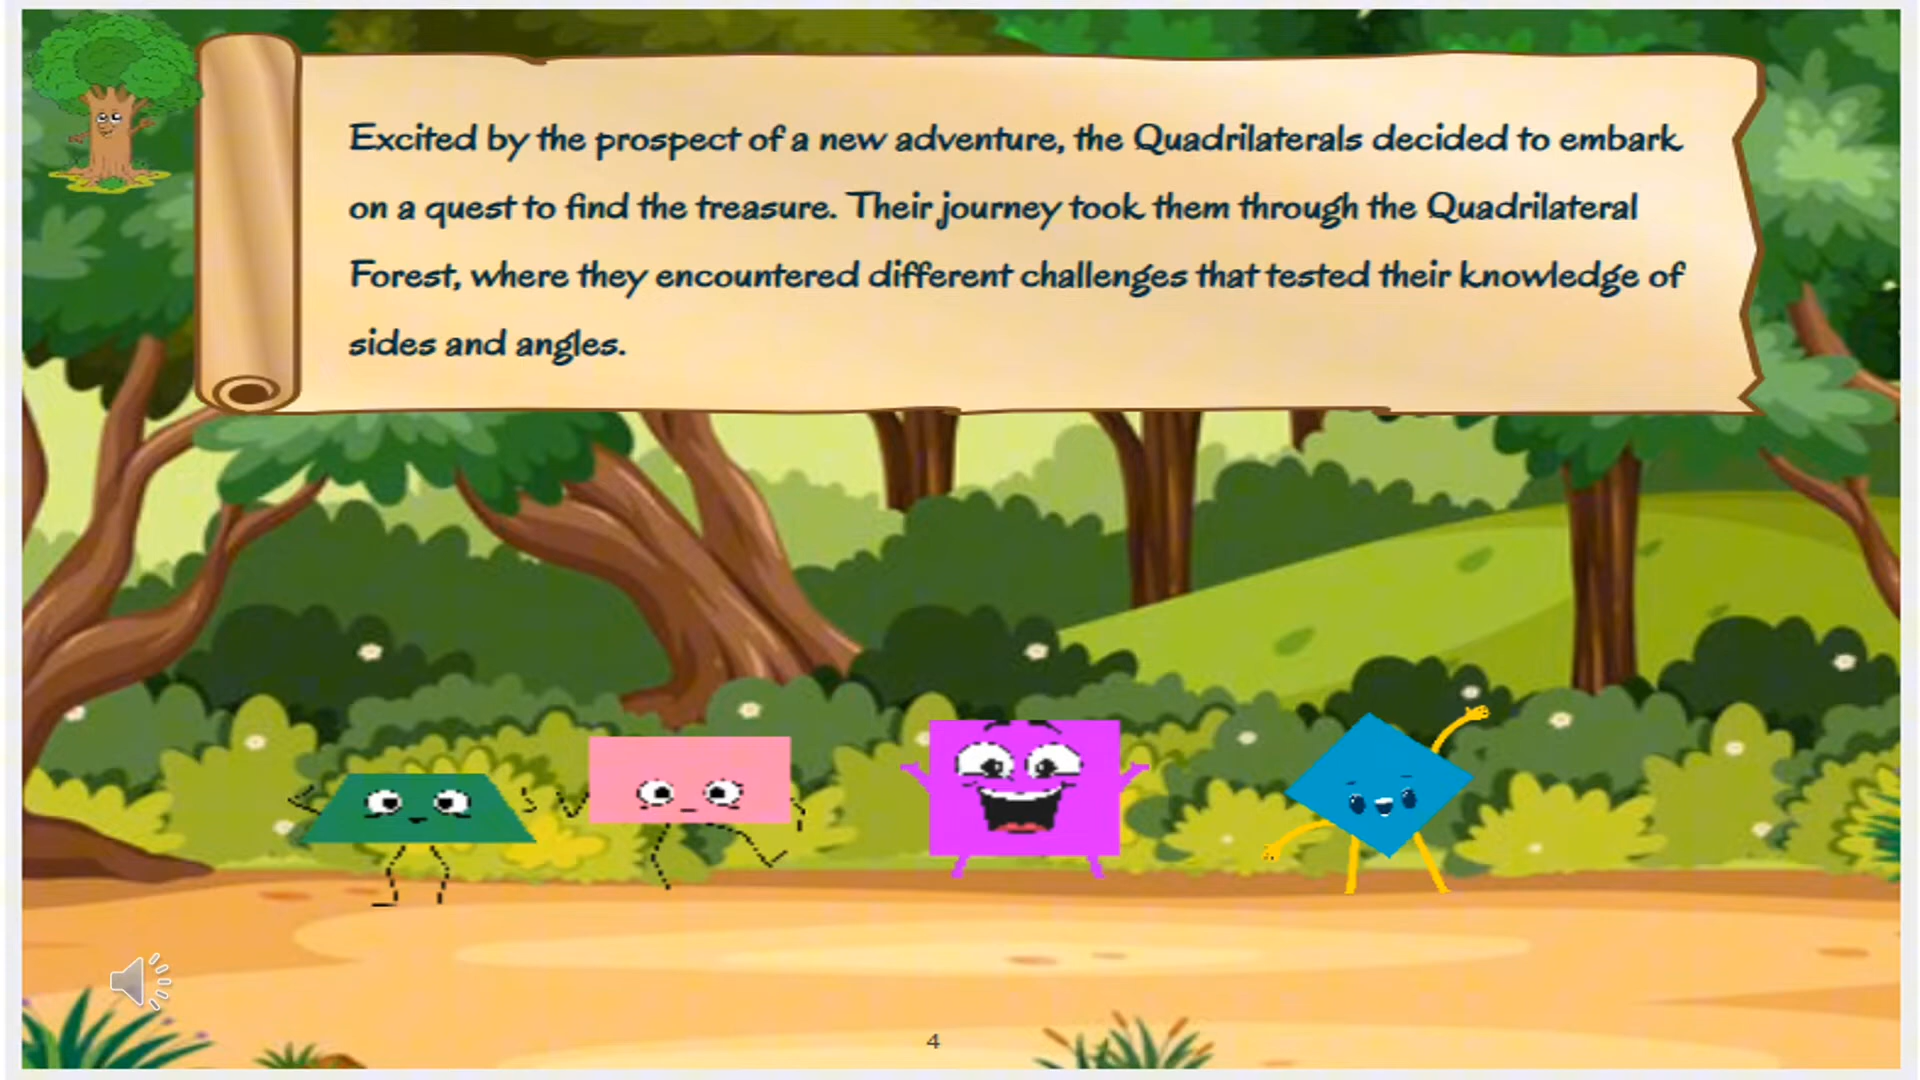 Excited by the prospect of a new adventure, the Quadrilaterals decided to embark
on a quest to find the treasure. Their journey took them through the Quadrilateral
Forest, where they encountered different challenges that tested their knowledge of
sides and angles.
4